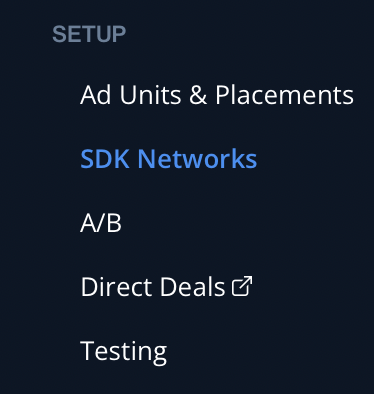 SETUP
Ad Units & Placements
SDK Networks
A/B
Direct Deals
Testing